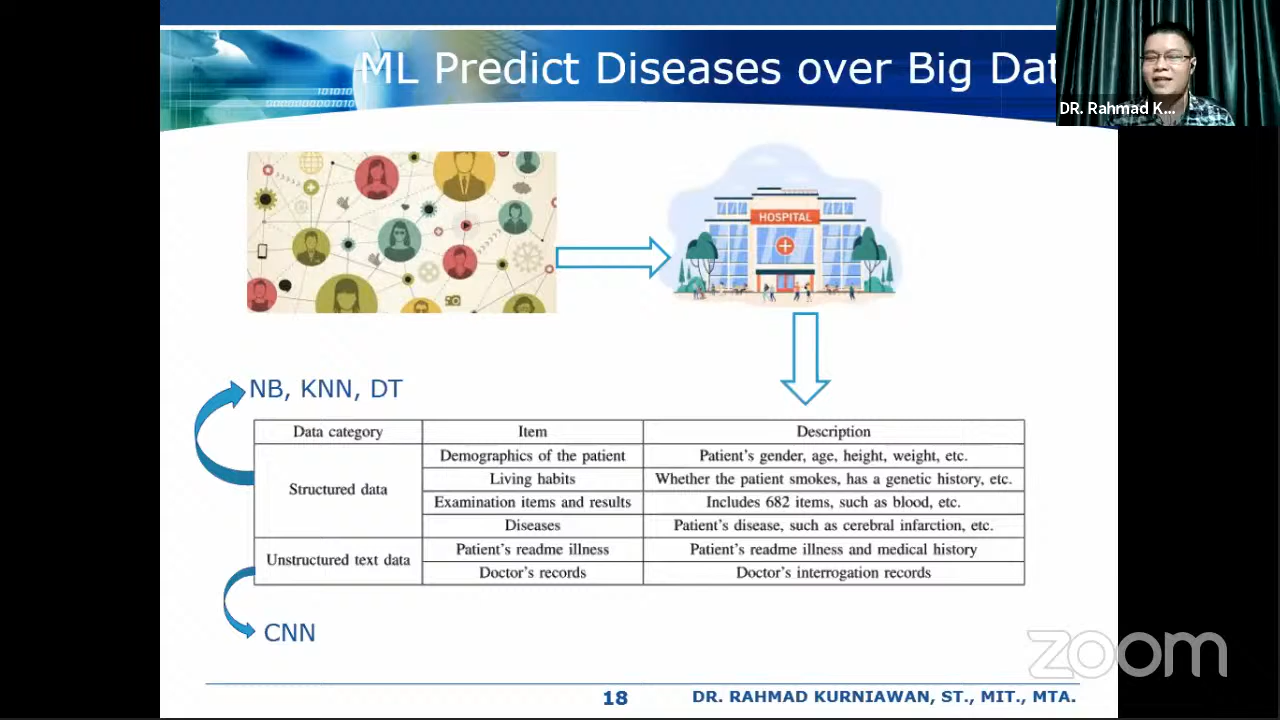 ML Predict Diseases over Big Dat
DR. Rahmad K...
101010
0000000001010
HOSPITAL
NB, KNN, DT
Data category Item Description
Structured data
Demographics of the patient Patient's gender, age, height, weight, etc.
Living habits Whether the patient smokes, has a genetic history, etc.
Examination items and results Includes 682 items, such as blood, etc.
Diseases Patient's disease, such as cerebral infarction, etc.
Unstructured text data
Patient's readme illness Patient's readme illness and medical history
Doctor's records Doctor's interrogation records
CNN
zoom
18 DR. RAHMAD KURNIAWAN, ST., MIT., MTA.